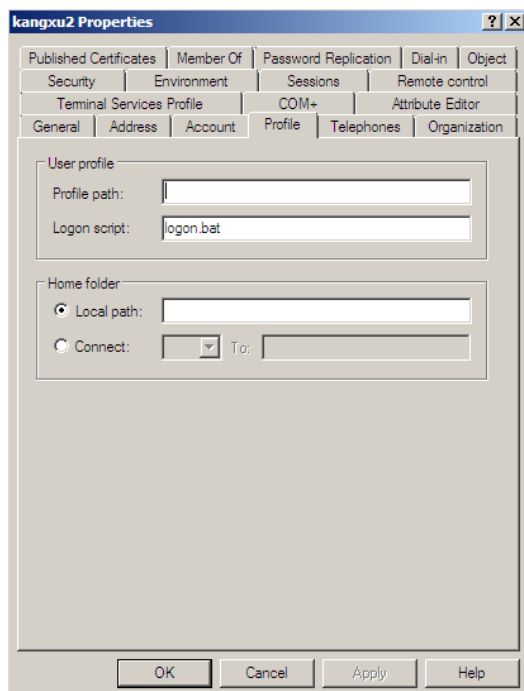 kangxu2 Properties
Published Certificates Member Of Password Replication Dial-in Object
Security Environment Sessions Remote control
Terminal Services Profile COM+ Attribute Editor
General Address Account Profile Telephones Organization
User profile
Profile path:
Logon script: logon.bat
Home folder
Local path:
Connect: To:
OK Cancel Apply Help